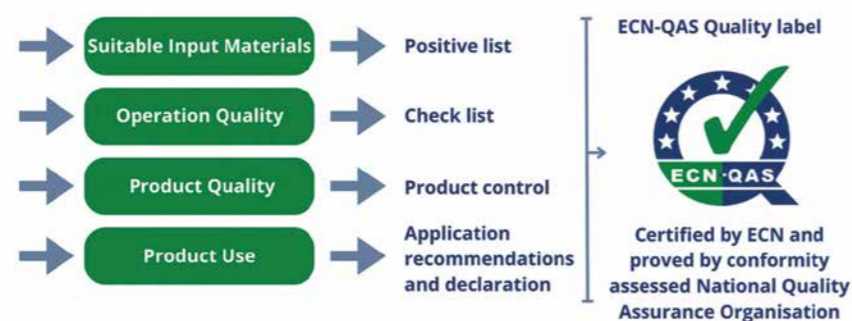 Suitable Input Materials
Positive list
Operation Quality
Check list
Product Quality
Product control
Product Use
Application
recommendations
and declaration
ECN-QAS Quality label
ECN-QAS
Certified by ECN and
proved by conformity
assessed National Quality
Assurance Organisation